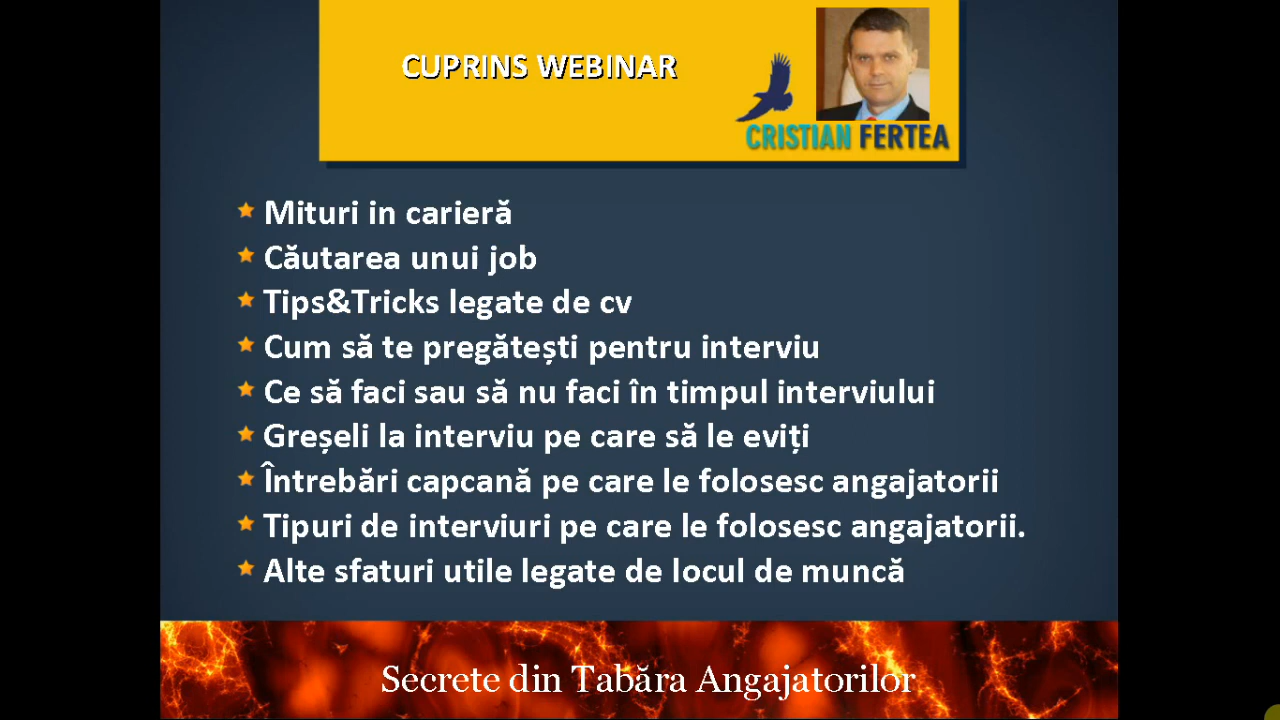 CUPRINS WEBINAR
CRISTIAN FERTEA
Mituri in carieră
Căutarea unui job
Tips&Tricks legate de cv
Cum să te pregătești pentru interviu
Ce să faci sau să nu faci în timpul interviului
Greșeli la interviu pe care să le eviți
Întrebări capcană pe care le folosesc angajatorii
Tipuri de interviuri pe care le folosesc angajatorii.
Alte sfaturi utile legate de locul de muncă
Secrete din Tabăra Angajatorilor